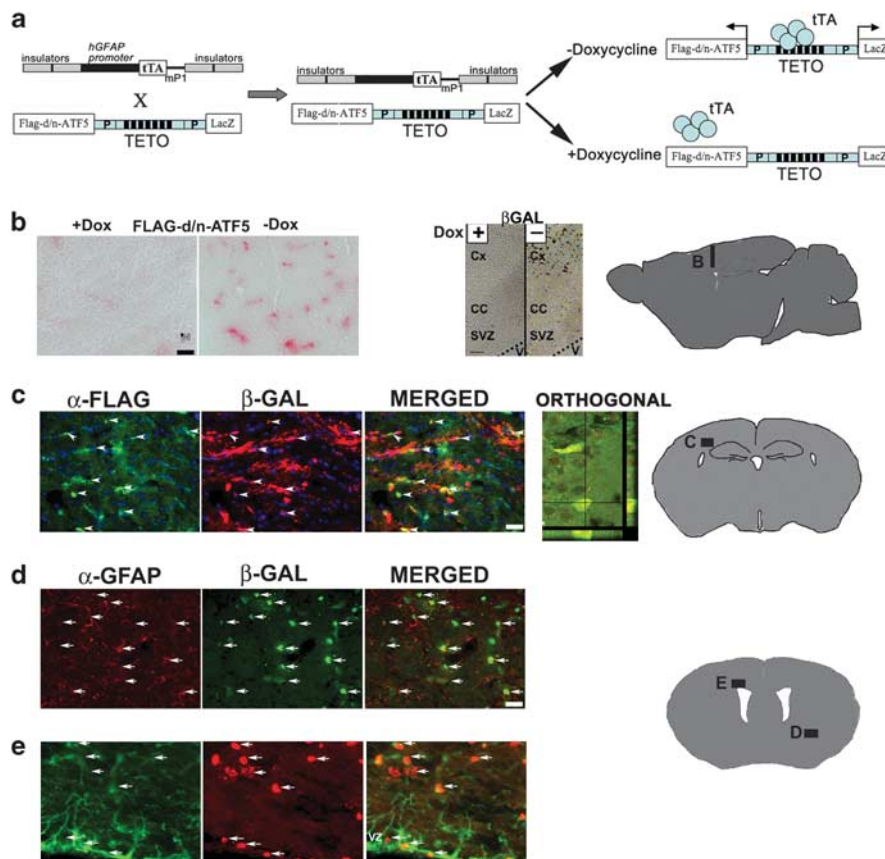 a
hGFAP
promoter
insulators
insulators
tTA
mP1
X
Flag-d/n-ATF5
P
P
LacZ
TETO
insulators
insulators
tTA
mP1
Flag-d/n-ATF5
P
P
LacZ
TETO
-Doxycycline
tTA
Flag-d/n-ATF5
P
P
LacZ
TETO
tTA
+Doxycycline
Flag-d/n-ATF5
P
P
LacZ
TETO
b
+Dox FLAG-d/n-ATF5 -Dox
βGAL
Dox + −
Cx Cx
CC CC
SVZ SVZ
V V
B
c
α-FLAG β-GAL MERGED ORTHOGONAL
C
d
α-GFAP β-GAL MERGED
E
D
e
VZ